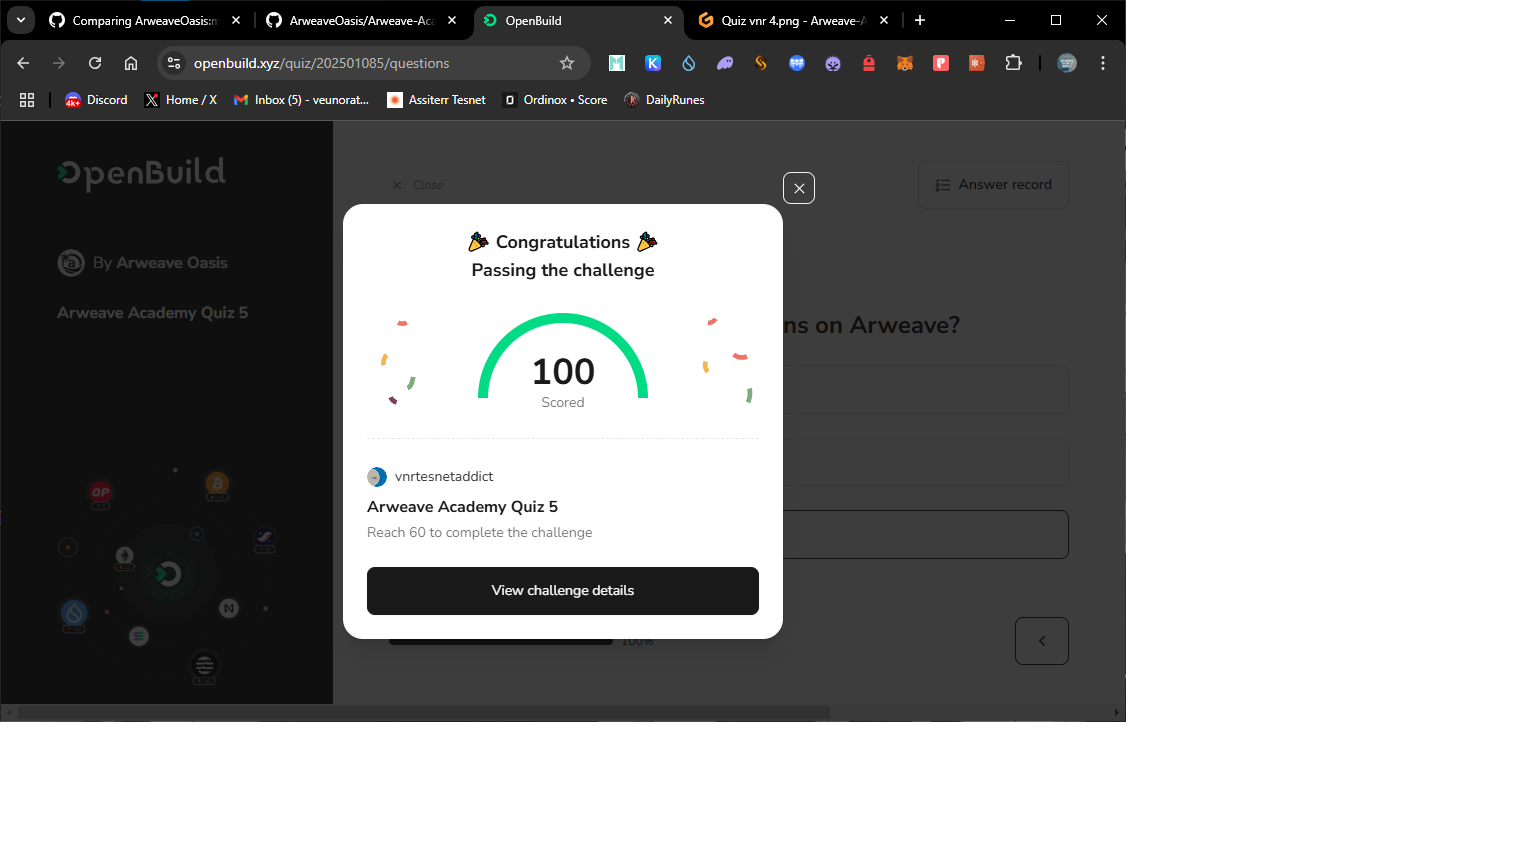 Comparing ArweaveOasis:m
ArweaveOasis/Arweave-Aca
OpenBuild
Quiz vnr 4.png - Arweave-A
openbuild.xyz/quiz/202501085/questions
Discord
Home / X
Inbox (5) - veunorat...
Assiterr Tesnet
Ordinox • Score
DailyRunes
OpenBuild
Close
Answer record
By Arweave Oasis
Arweave Academy Quiz 5
ns on Arweave?
Congratulations
Passing the challenge
100
Scored
vnrtesnetaddict
Arweave Academy Quiz 5
Reach 60 to complete the challenge
View challenge details
100%
OP